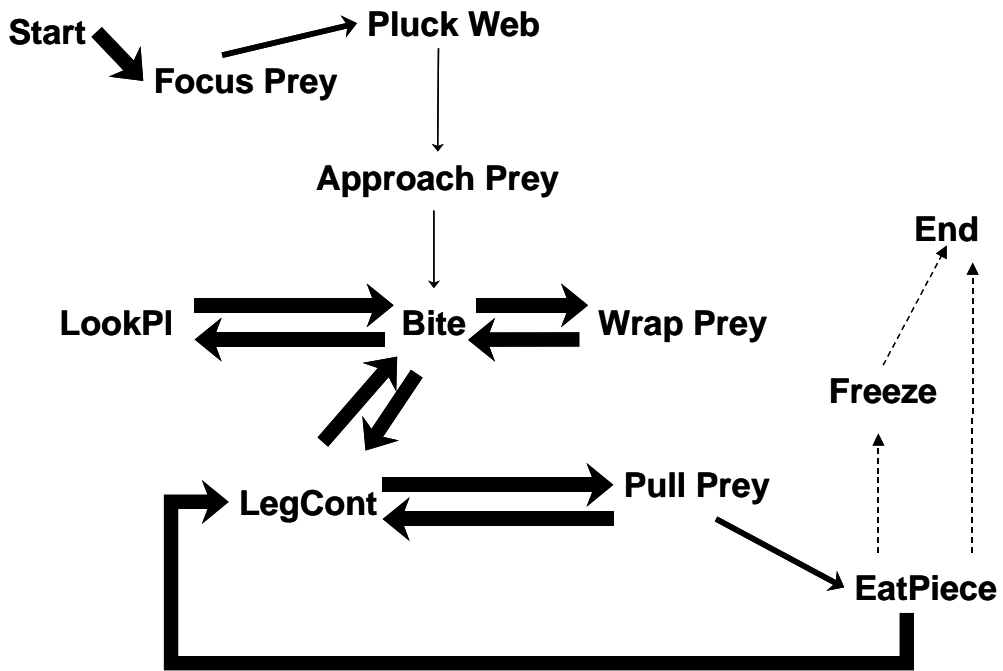 Start
Pluck Web
Focus Prey
Approach Prey
End
LookPl
Bite
Wrap Prey
Freeze
LegCont
Pull Prey
EatPiece